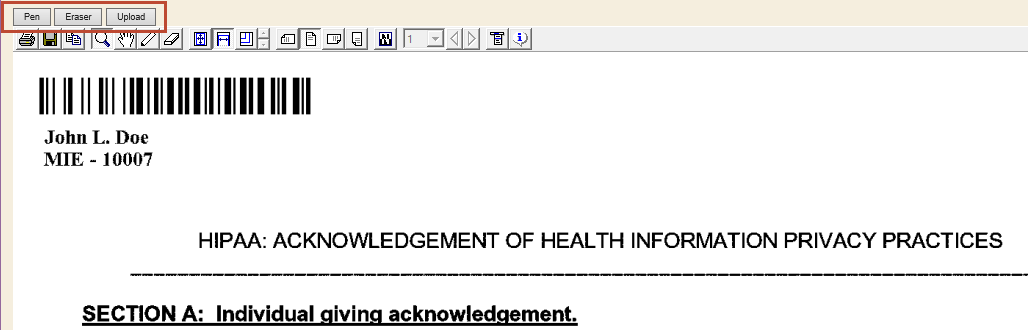 Pen Eraser Upload
1
John L. Doe
MIE - 10007
HIPAA: ACKNOWLEDGEMENT OF HEALTH INFORMATION PRIVACY PRACTICES
SECTION A: Individual giving acknowledgement.